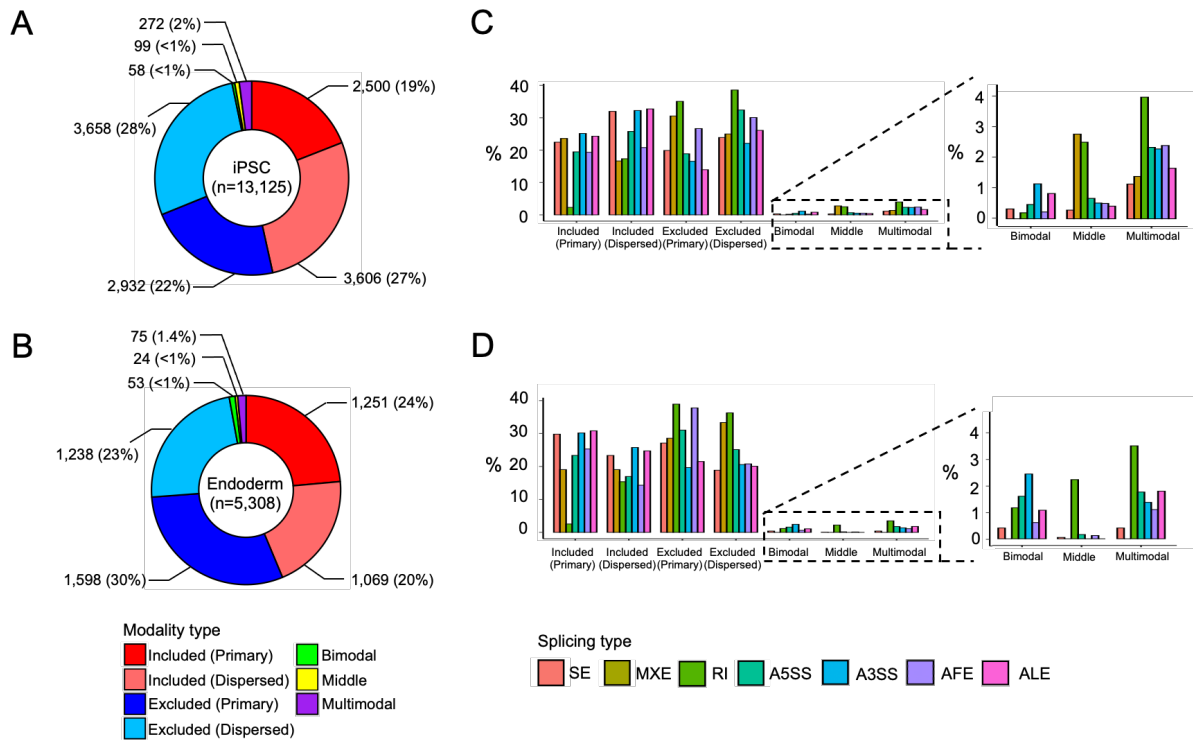 A
272 (2%)
99 (<1%)
58 (<1%)
2,500 (19%)
3,658 (28%)
iPSC
(n=13,125)
2,932 (22%)
3,606 (27%)
B
75 (1.4%)
24 (<1%)
53 (<1%)
1,251 (24%)
1,238 (23%)
Endoderm
(n=5,308)
1,598 (30%)
1,069 (20%)
Modality type
Included (Primary)
Included (Dispersed)
Excluded (Primary)
Excluded (Dispersed)
Bimodal
Middle
Multimodal
C
40
30
%
20
10
0
Included
(Primary)
Included
(Dispersed)
Excluded
(Primary)
Excluded
(Dispersed)
Bimodal
Middle
Multimodal
4
3
%
2
1
0
Bimodal
Middle
Multimodal
D
40
30
%
20
10
0
Included
(Primary)
Included
(Dispersed)
Excluded
(Primary)
Excluded
(Dispersed)
Bimodal
Middle
Multimodal
4
3
%
2
1
0
Bimodal
Middle
Multimodal
Splicing type
SE
MXE
RI
A5SS
A3SS
AFE
ALE